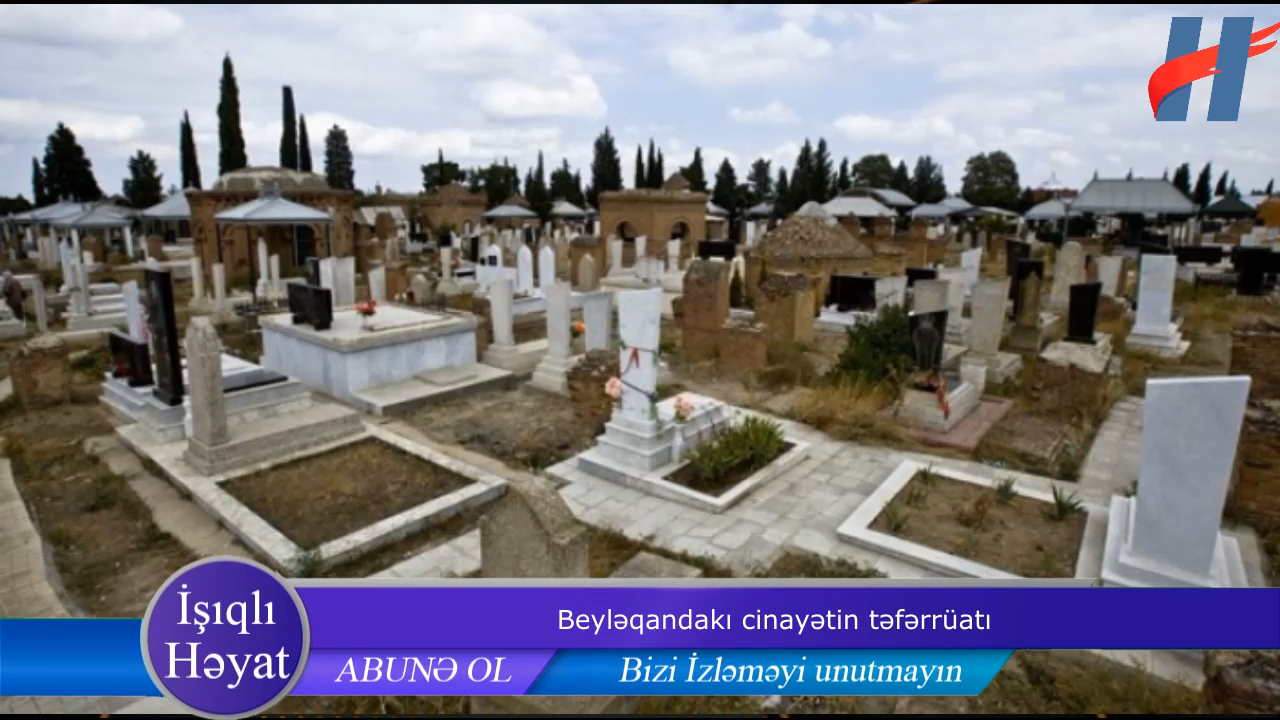 H
Beyləqandakı cinayətin təfərrüatı
İşıqlı
Həyat
ABUNƏ OL
Bizi İzləməyi unutmayın